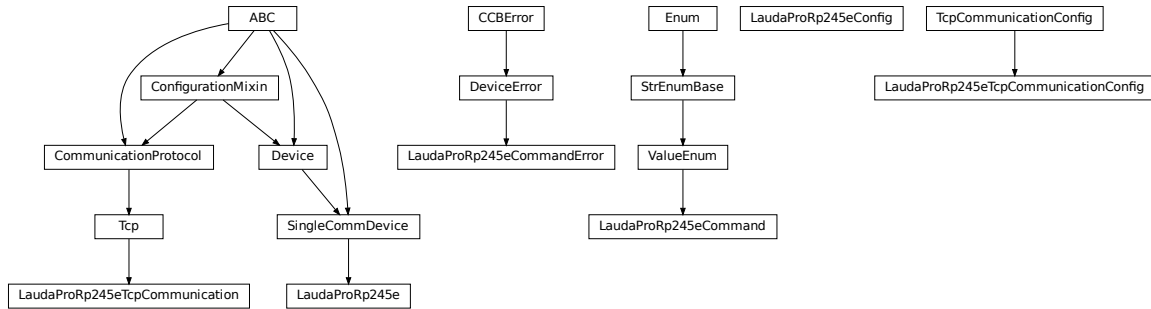 ABC
CCBError
Enum
LaudaProRp245eConfig
TcpCommunicationConfig
ConfigurationMixin
DeviceError
StrEnumBase
LaudaProRp245eTcpCommunicationConfig
CommunicationProtocol
Device
LaudaProRp245eCommandError
ValueEnum
Tcp
SingleCommDevice
LaudaProRp245eCommand
LaudaProRp245eTcpCommunication
LaudaProRp245e